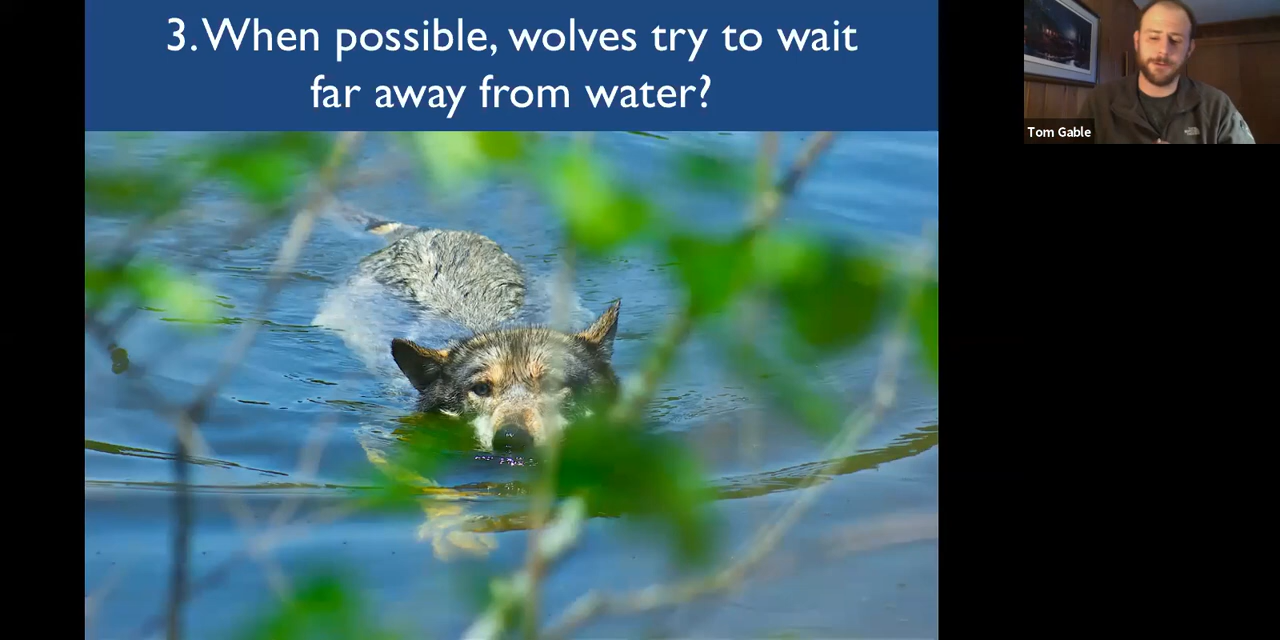 3. When possible, wolves try to wait
far away from water?
Tom Gable